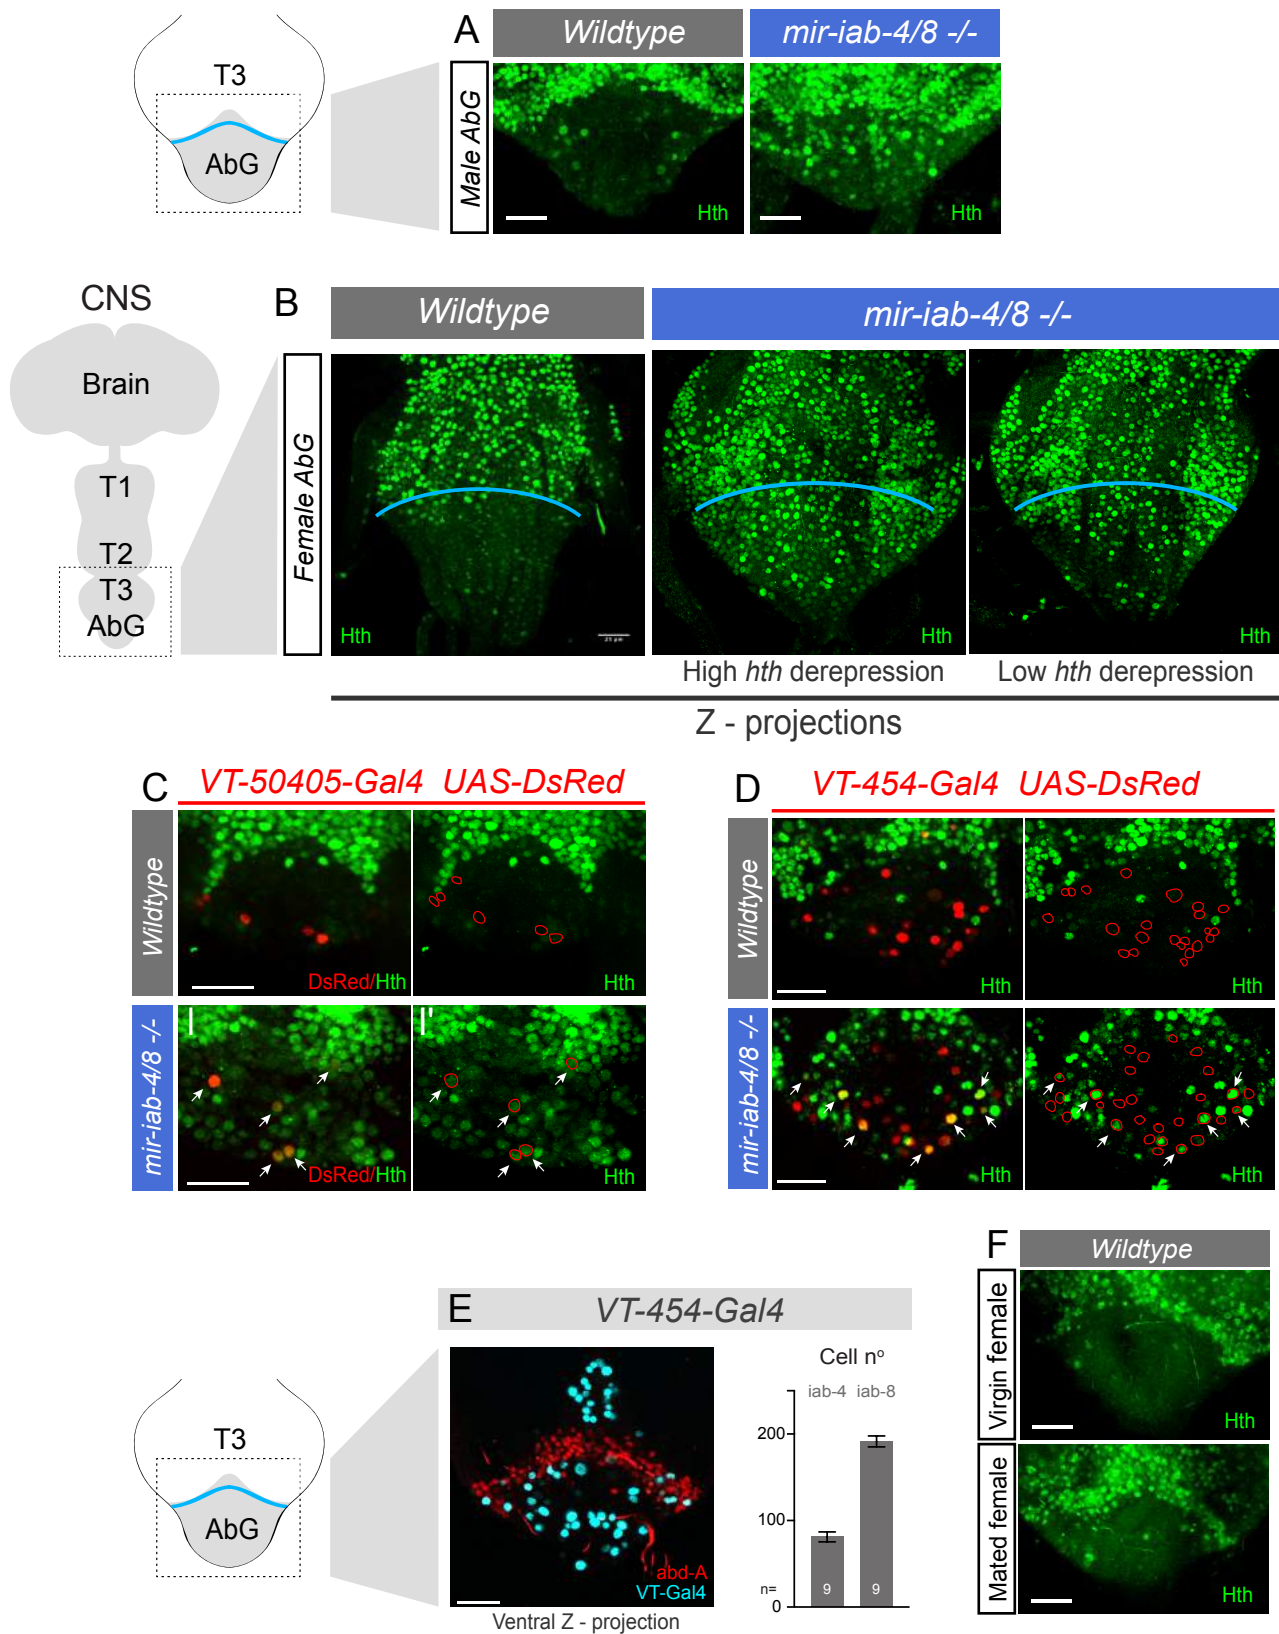 A
Wildtype
mir-iab-4/8 -/-
T3
AbG
Male AbG
Hth
Hth
CNS
Brain
T1
T2
T3
AbG
B
Wildtype
mir-iab-4/8 -/-
Female AbG
Hth
Hth
Hth
High hth derepression
Low hth derepression
Z - projections
C
VT-50405-Gal4 UAS-DsRed
Wildtype
DsRed/Hth
Hth
mir-iab-4/8 -/-
I
I'
DsRed/Hth
Hth
D
VT-454-Gal4 UAS-DsRed
Wildtype
Hth
Hth
mir-iab-4/8 -/-
Hth
Hth
E
VT-454-Gal4
T3
AbG
abd-A
VT-Gal4
Ventral Z - projection
Cell nº
iab-4 iab-8
200
100
0
n= 9 9
F
Wildtype
Virgin female
Hth
Mated female
Hth